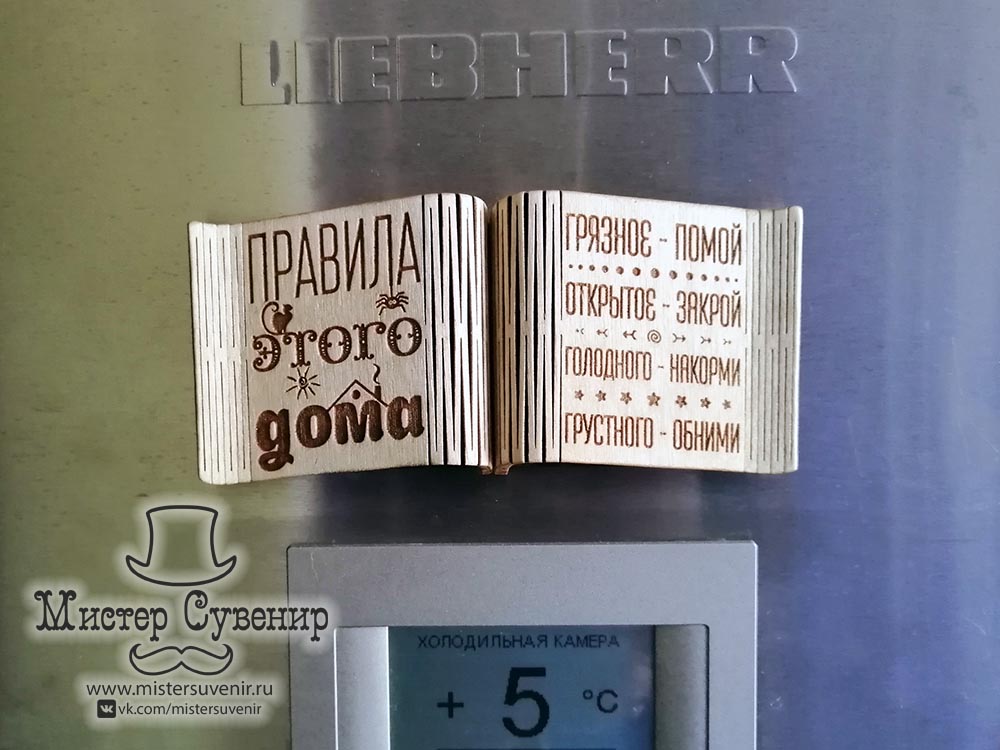 LIEBHERR
ПРАВИЛА
этого
дома
ГРЯЗНОЕ - ПОМОЙ
ОТКРЫТОЕ - ЗАКРОЙ
ГОЛОДНОГО - НАКОРМИ
ГРУСТНОГО - ОБНИМИ
Мистер Сувенир
www.mistersuvenir.ru
vk.com/mistersuvenir
ХОЛОДИЛЬНАЯ КАМЕРА
+ 5 °C